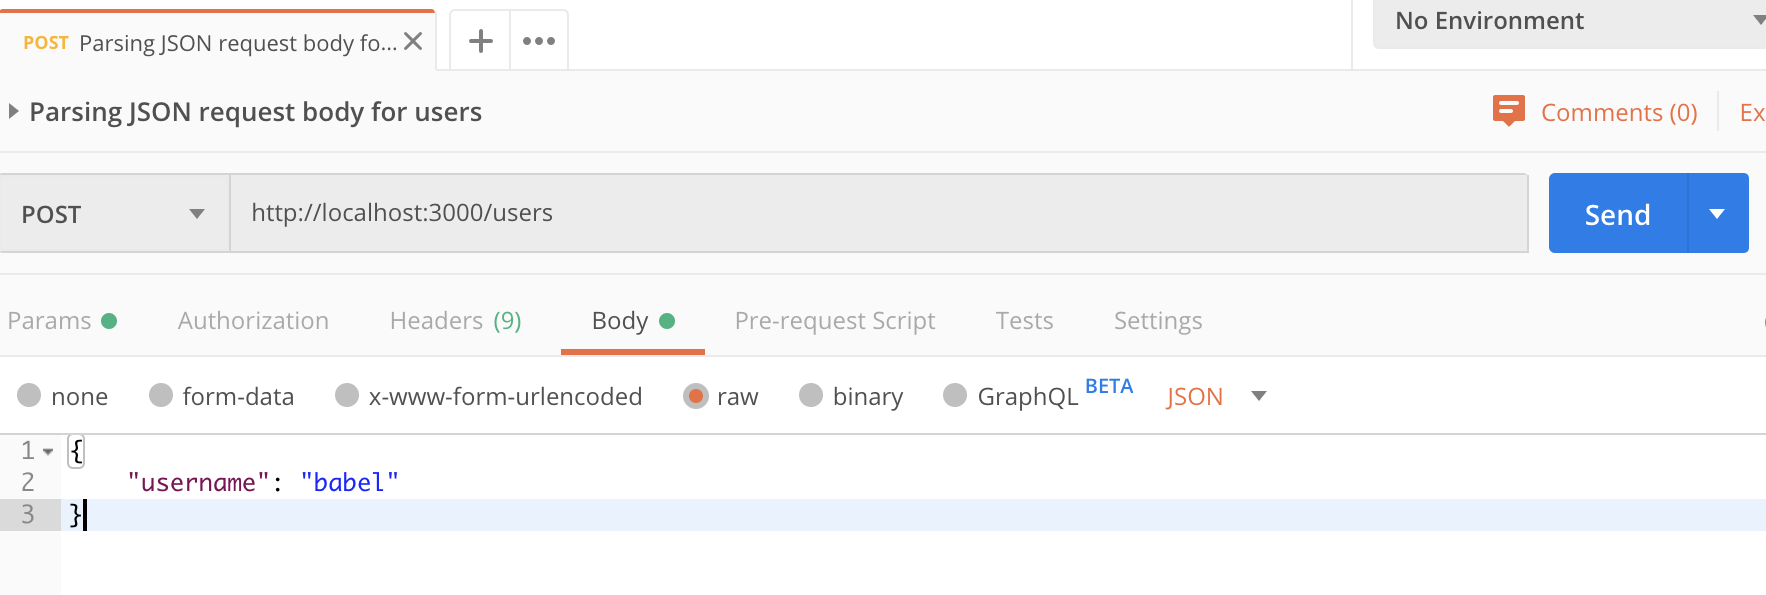 POST Parsing JSON request body fo...
No Environment
Parsing JSON request body for users
Comments (0)
Ex
POST
http://localhost:3000/users
Send
Params
Authorization
Headers (9)
Body
Pre-request Script
Tests
Settings
none
form-data
x-www-form-urlencoded
raw
binary
GraphQL BETA
JSON
1 {
2 "username": "babel"
3 }